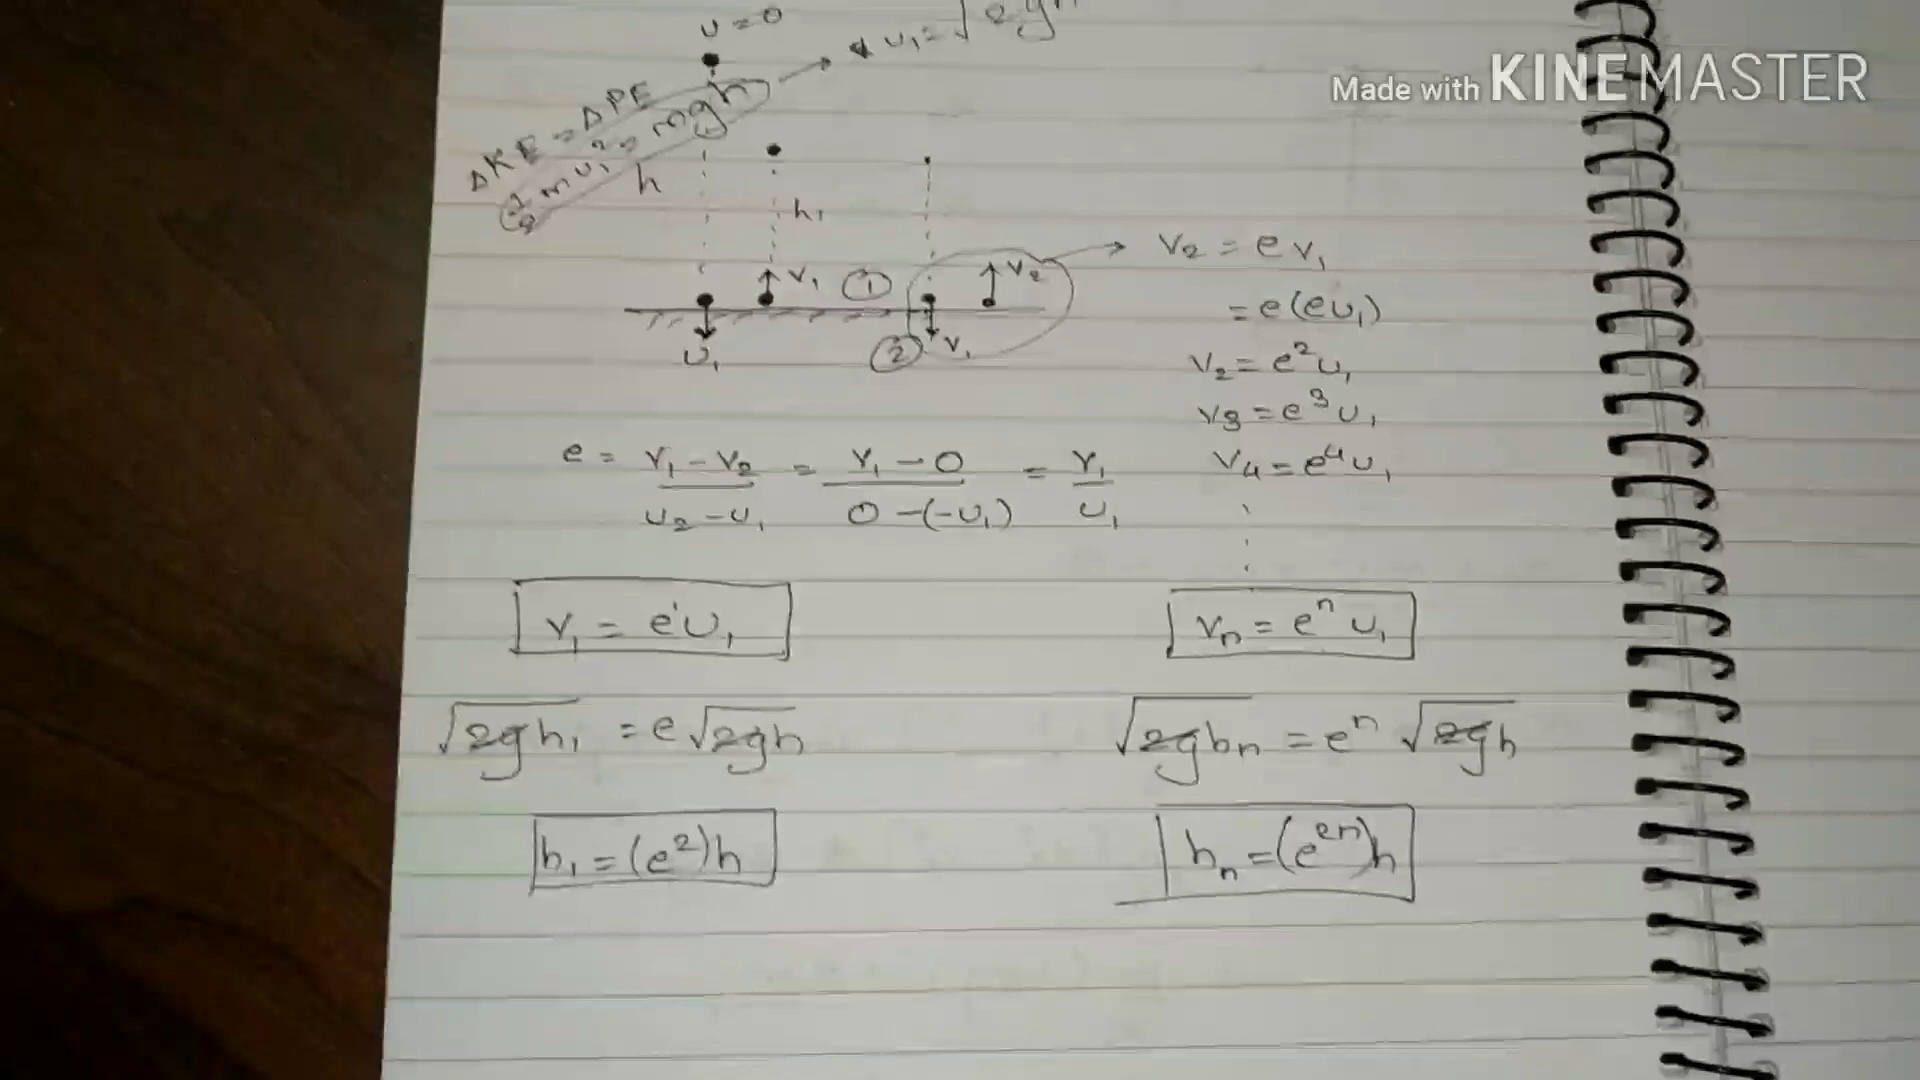 u = 0
u₁ = √2gh
Made with KINEMASTER
ΔKE = ΔPE
½mu₁² = mgh
h
h₁
v₁ ① v₂
u₁ ② v₁
v₂ = ev₁
= e(eu₁)
v₂ = e²u₁
v₃ = e³u₁
v₄ = e⁴u₁
e = (v₁ - v₂)/(u₂ - u₁) = (v₁ - 0)/(0 - (-u₁)) = v₁/u₁
v₁ = e'u₁
vₙ = eⁿu₁
√2gh₁ = e√2gh
√2ghₙ = eⁿ√2gh
h₁ = (e²)h
hₙ = (e²ⁿ)h